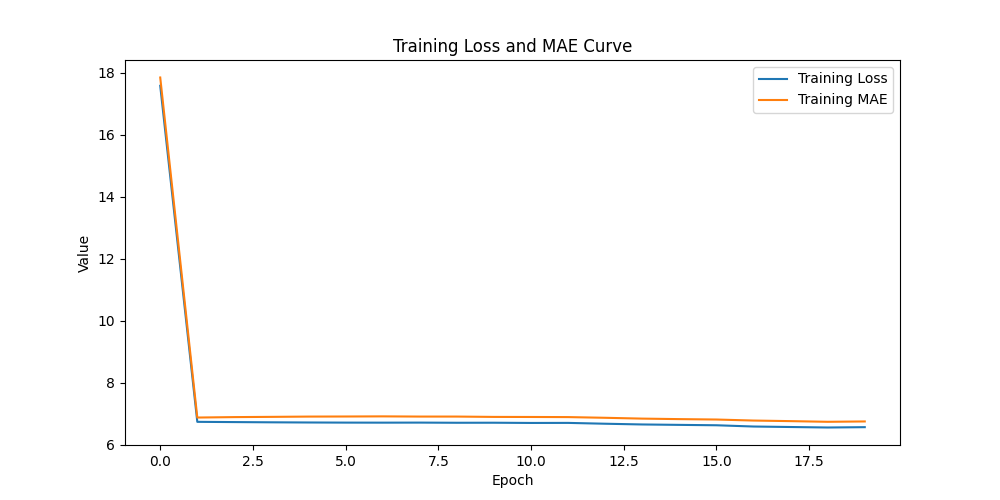 Training Loss and MAE Curve
Training Loss
Training MAE
18
16
14
12
10
8
6
Value
0.0 2.5 5.0 7.5 10.0 12.5 15.0 17.5
Epoch